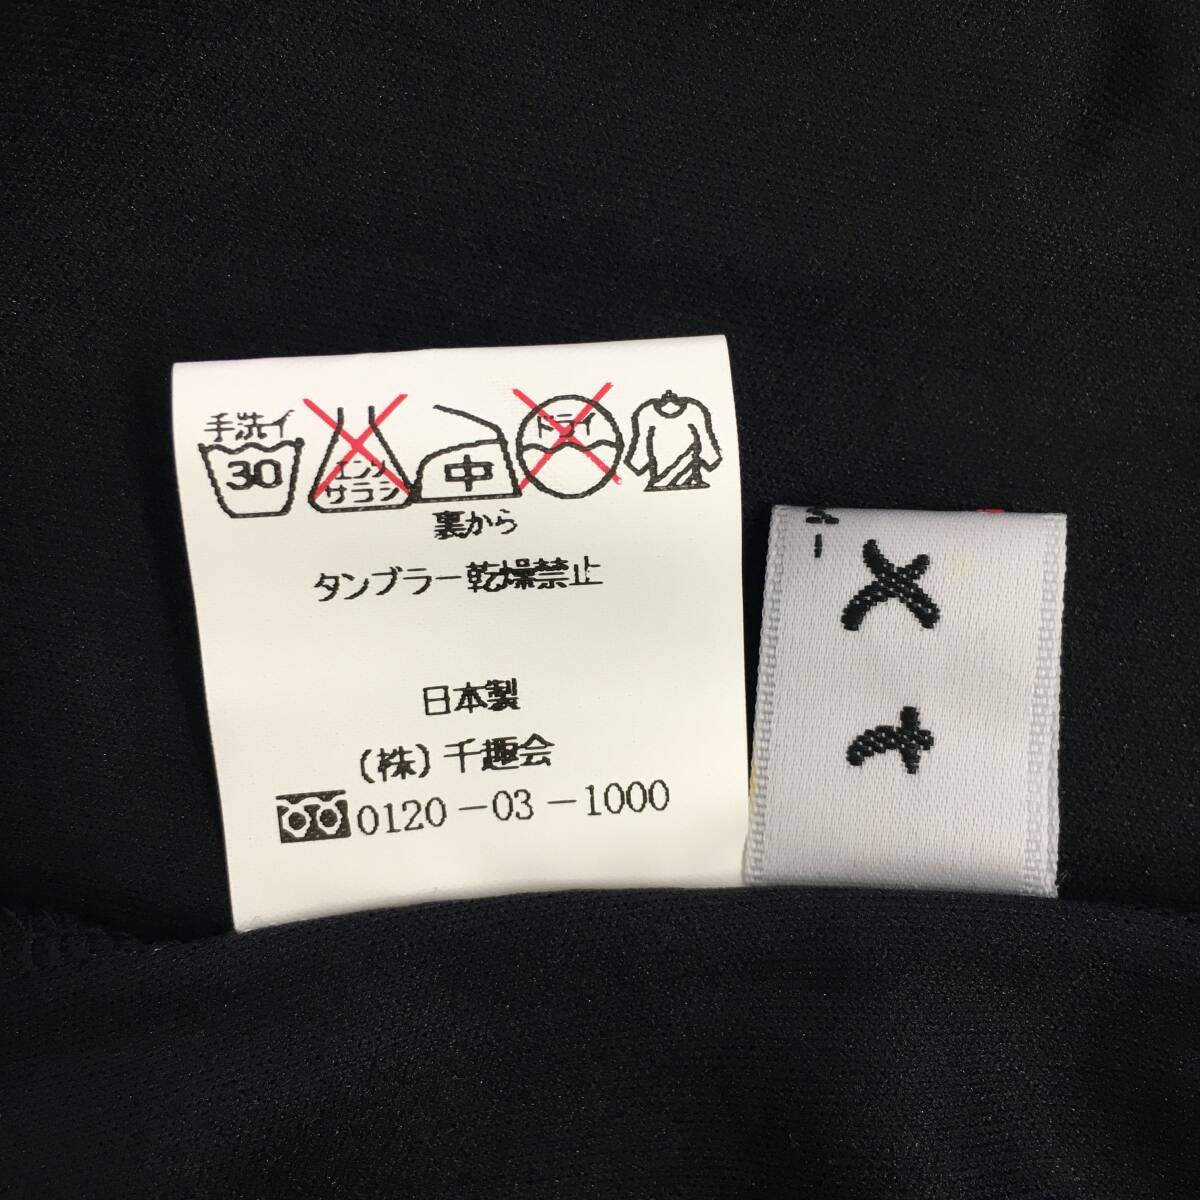 手洗イ
30
エンソ
サラシ
中
ドライ
裏から
タンブラー乾燥禁止
日本製
(株)千趣会
0120-03-1000